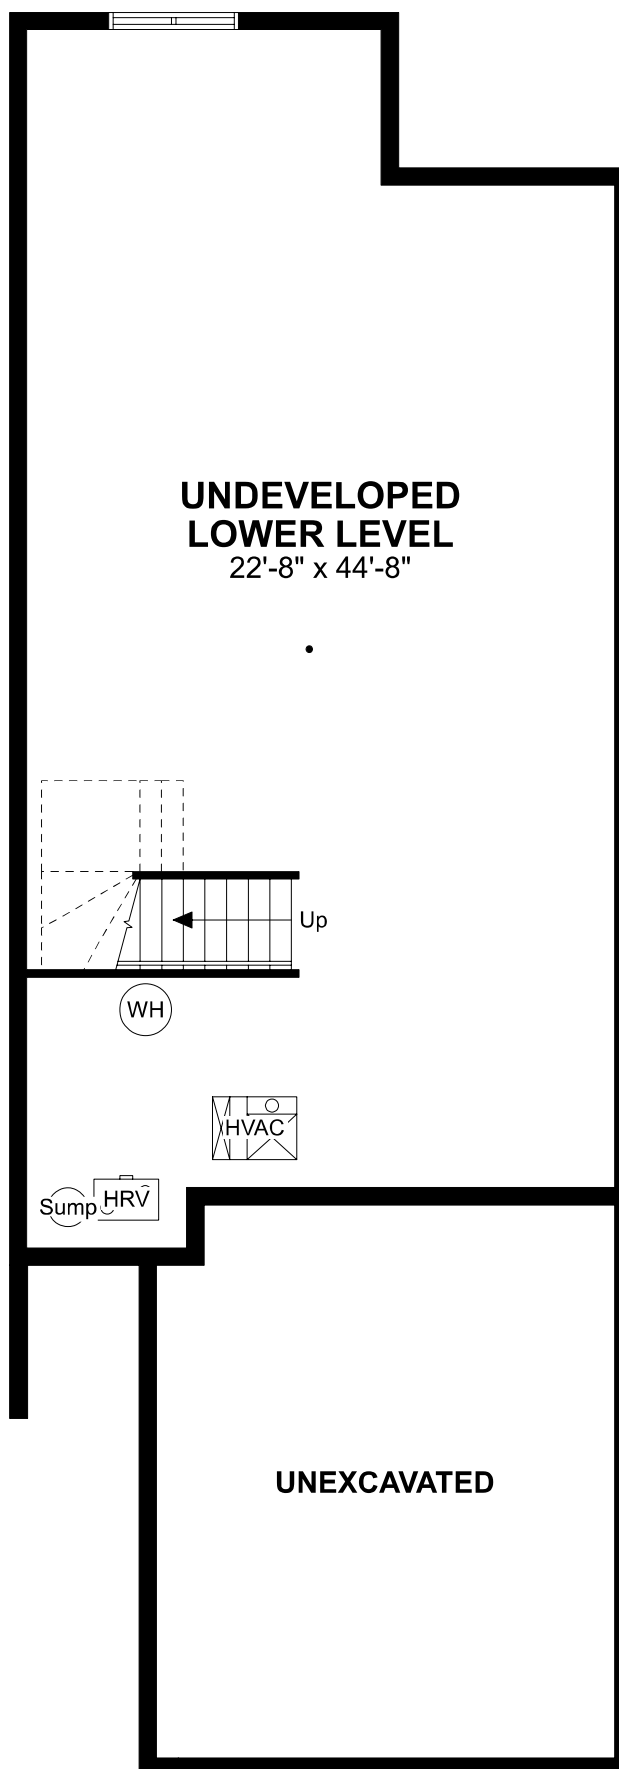 UNDEVELOPED
LOWER LEVEL
22'-8" x 44'-8"
Up
WH
HVAC
HRV
Sump
UNEXCAVATED